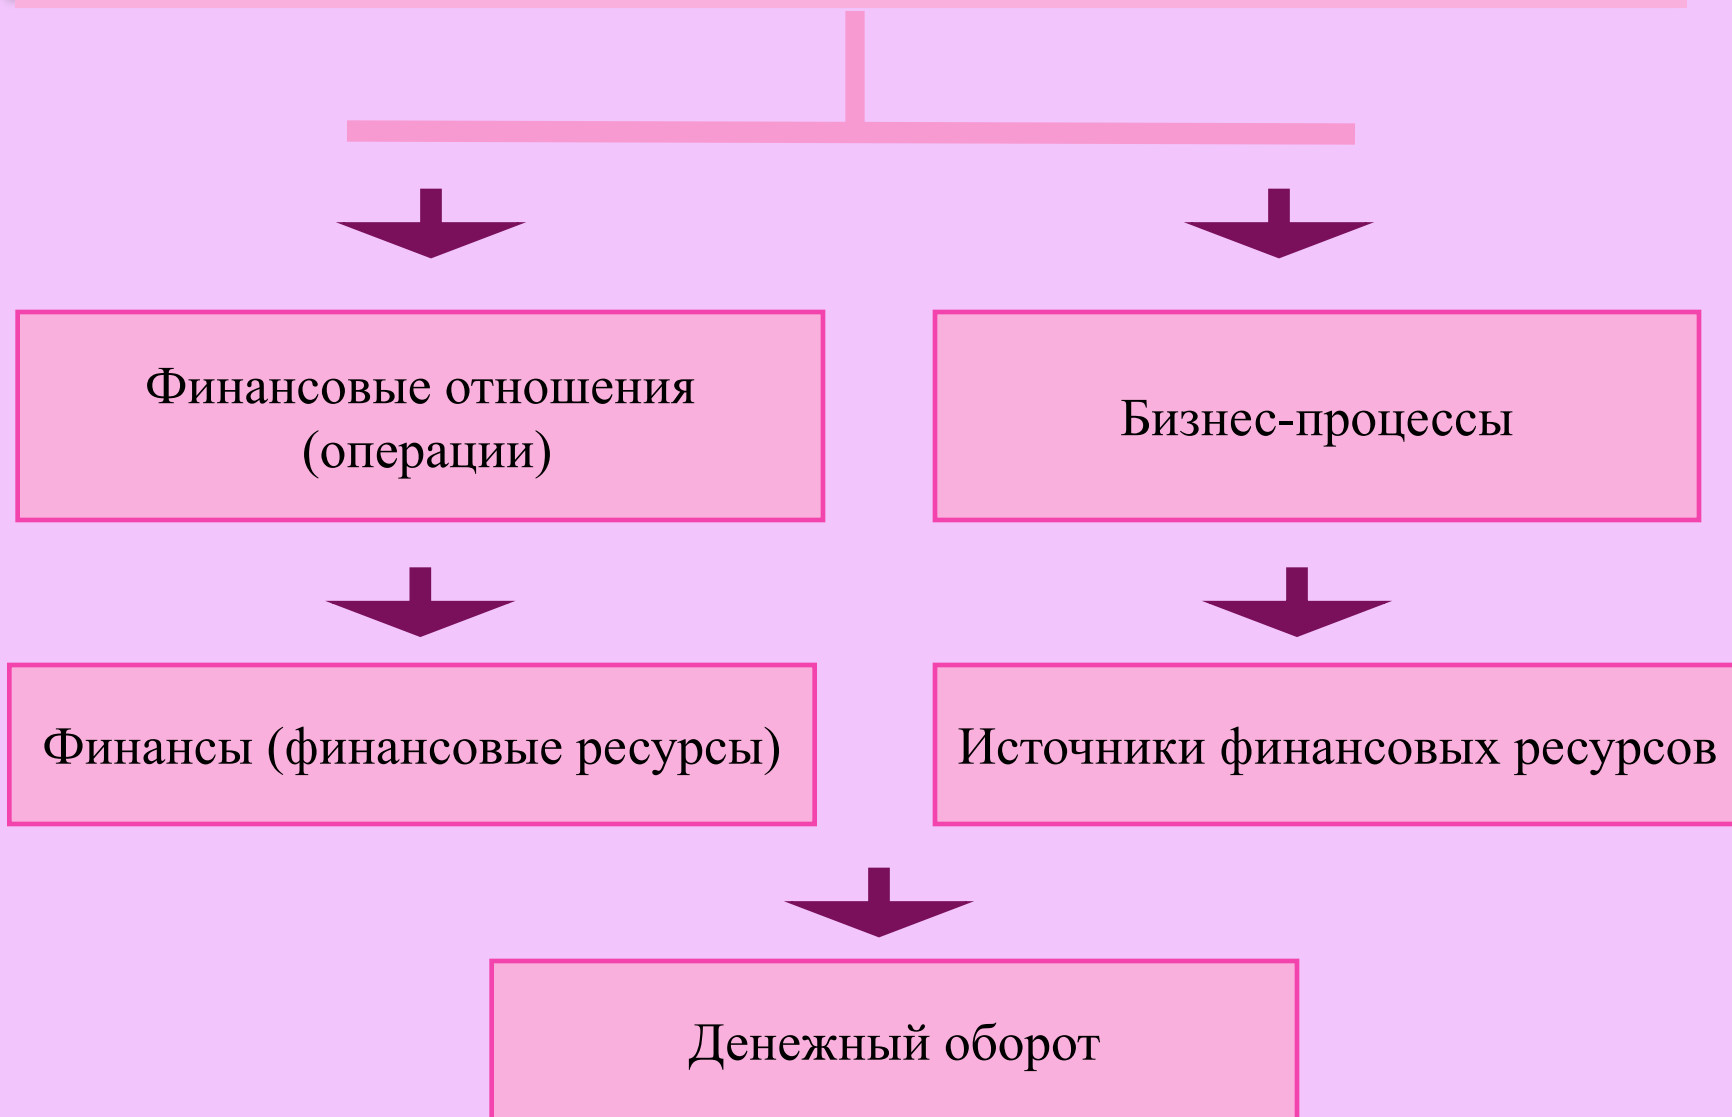 Финансовые отношения
(операции)
Бизнес-процессы
Финансы (финансовые ресурсы)
Источники финансовых ресурсов
Денежный оборот